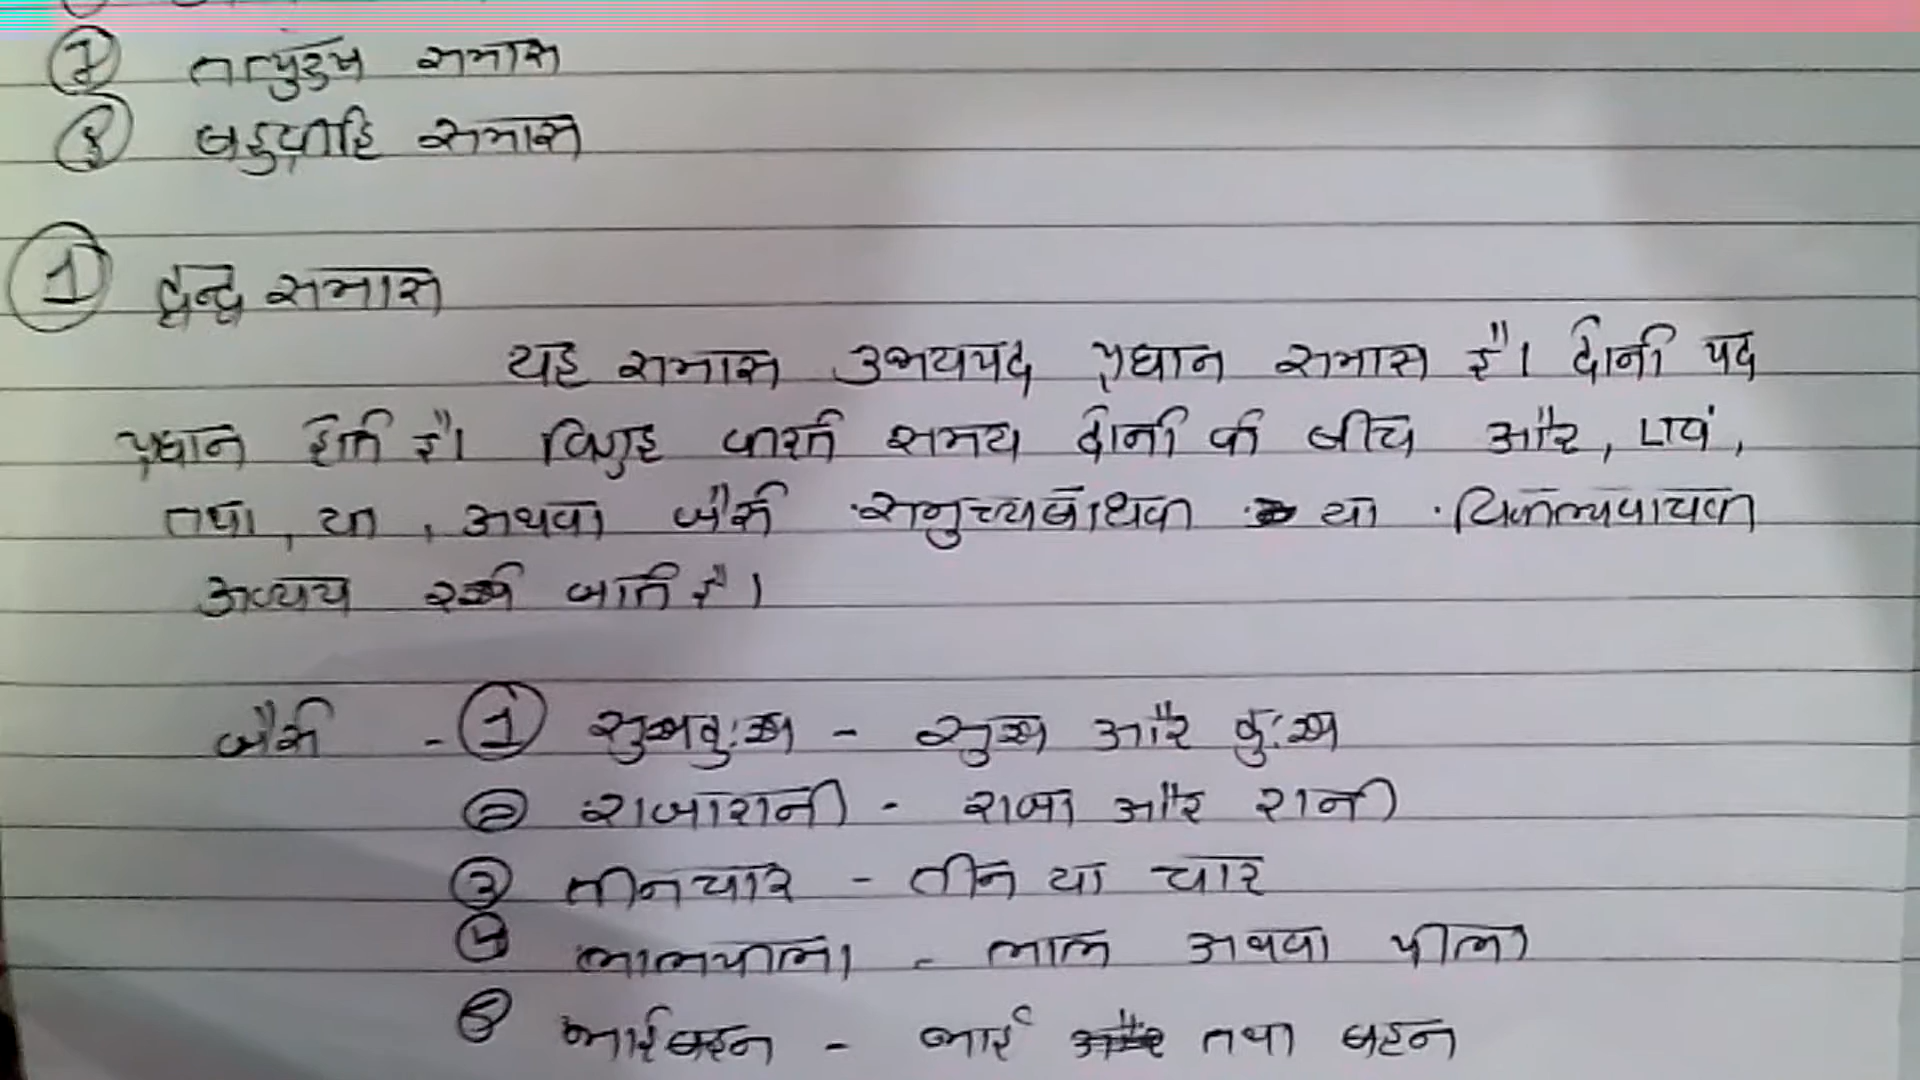 ② तत्पुरुष समास
③ बहुव्रीहि समास
① द्वन्द्व समास
यह समास उभयपद प्रधान समास है। दोनों पद
प्रधान होते है। विग्रह करते समय दोनों के बीच और, एवं,
तथा, या, अथवा जैसे समुच्यबोधक या विकल्पवाचक
अव्यय रखे जाते है।
जैसे - ① सुखदुःख - सुख और दुःख
② राजारानी - राजा और रानी
③ तीनचार - तीन या चार
④ लालपीला - लाल अथवा पीला
⑤ भाईबहन - भाई तथा बहन